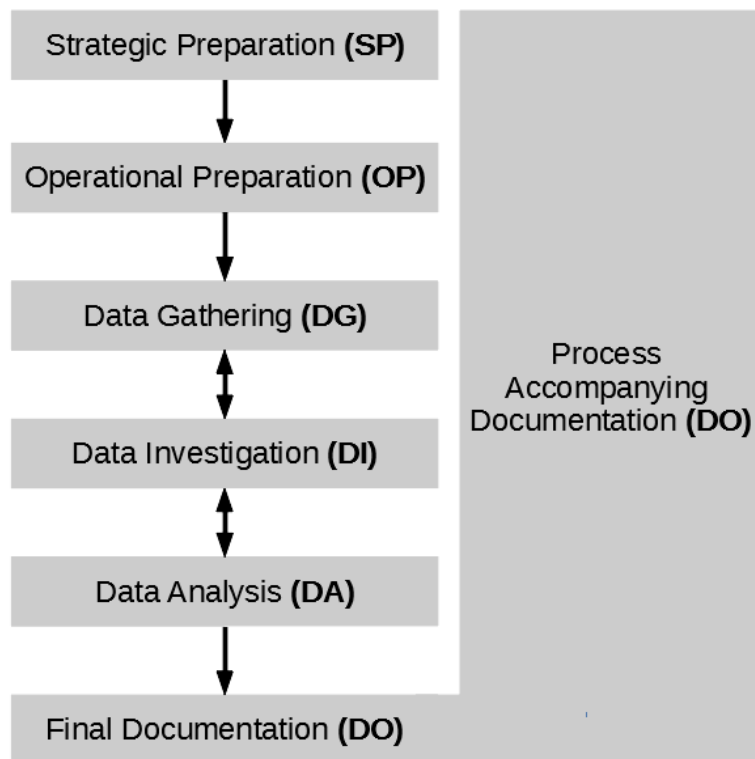 Strategic Preparation (SP)
Operational Preparation (OP)
Data Gathering (DG)
Data Investigation (DI)
Data Analysis (DA)
Final Documentation (DO)
Process
Accompanying
Documentation (DO)